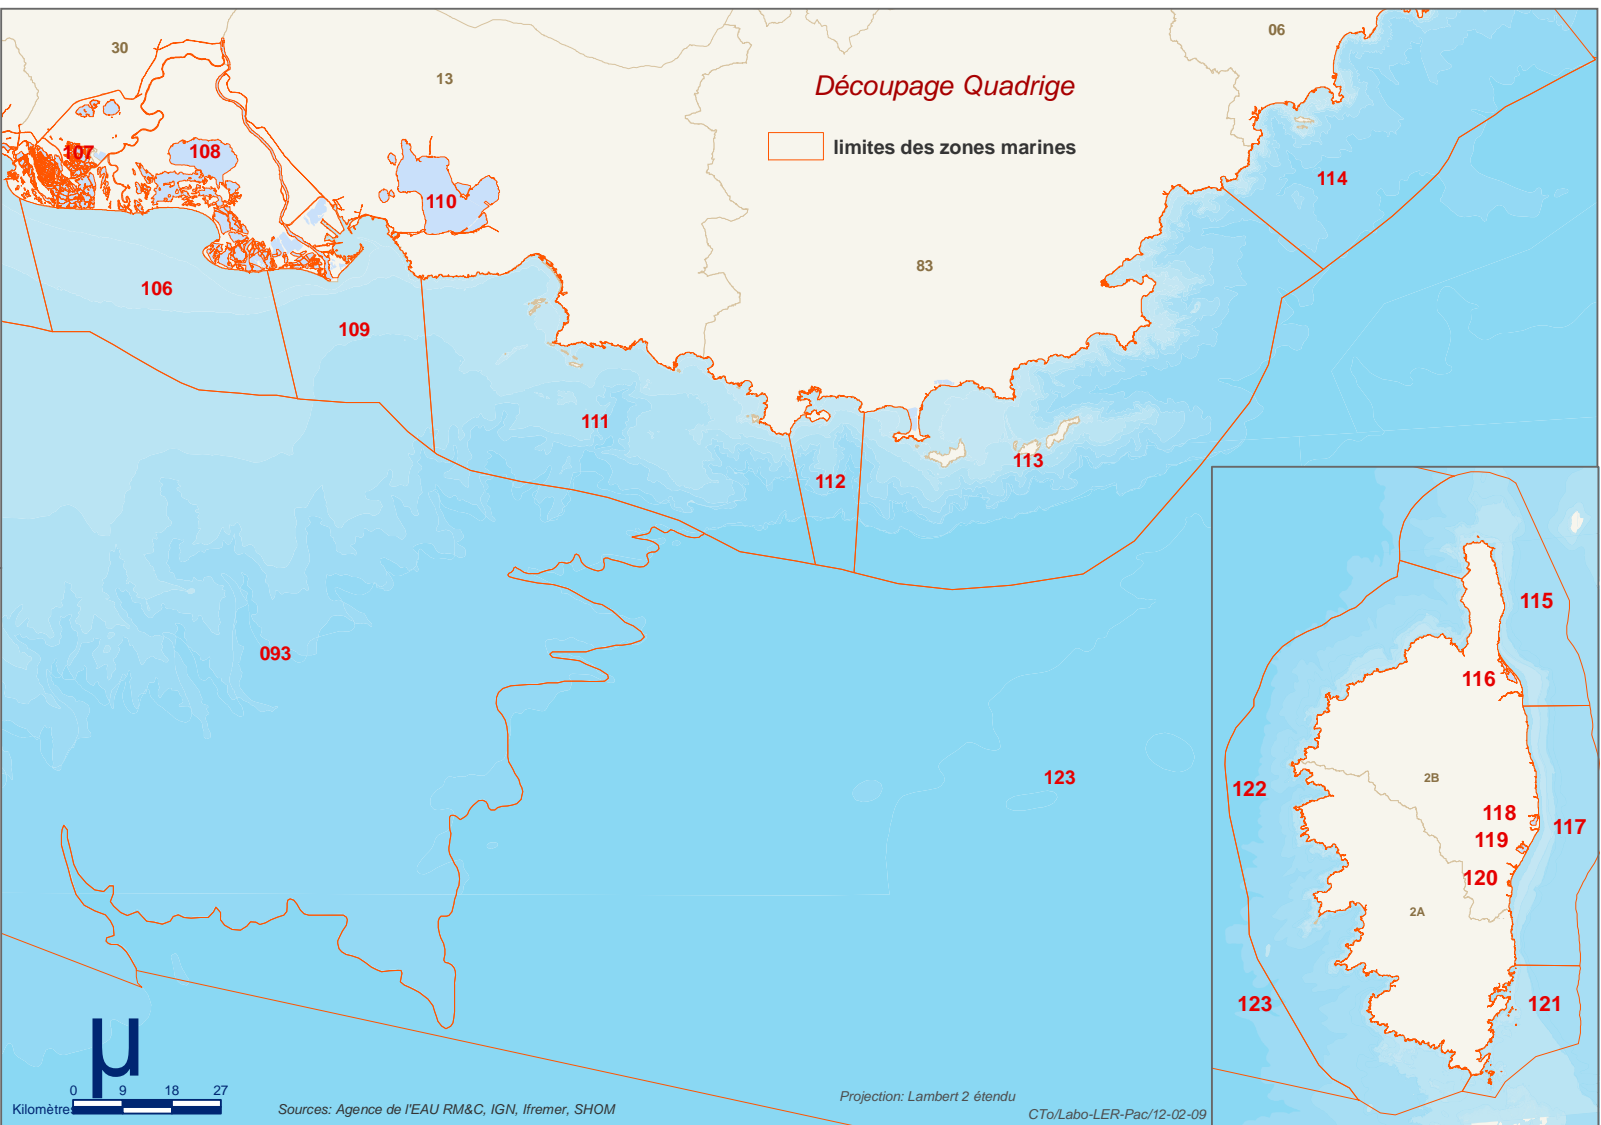 06
30
13
Découpage Quadrige
limites des zones marines
107
108
114
110
83
106
109
111
113
112
115
093
116
123
2B
122
118
117
119
120
2A
123
121
µ
0 9 18 27
Kilomètres
Sources: Agence de l'EAU RM&C, IGN, Ifremer, SHOM
Projection: Lambert 2 étendu
CTo/Labo-LER-Pac/12-02-09